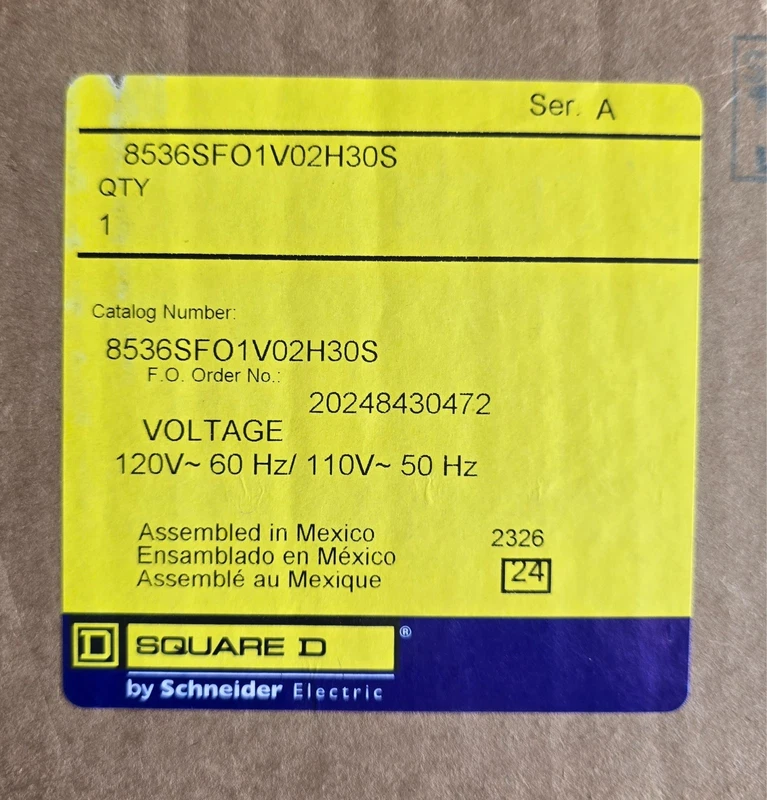 Ser. A
8536SFO1V02H30S
QTY
1
Catalog Number:
8536SFO1V02H30S
F.O. Order No.:
20248430472
VOLTAGE
120V~ 60 Hz/ 110V~ 50 Hz
Assembled in Mexico
2326
Ensamblado en México
Assemblé au Mexique
24
D SQUARE D ®
by Schneider Electric